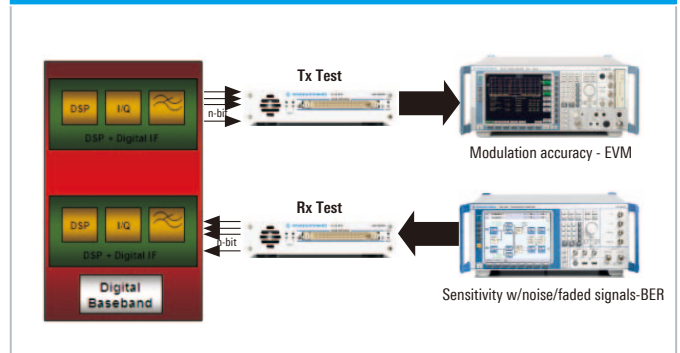 Tx Test
DSP
I/Q
n-bit
DSP + Digital IF
Modulation accuracy - EVM
Rx Test
DSP
I/Q
n-bit
DSP + Digital IF
Digital
Baseband
Sensitivity w/noise/faded signals-BER